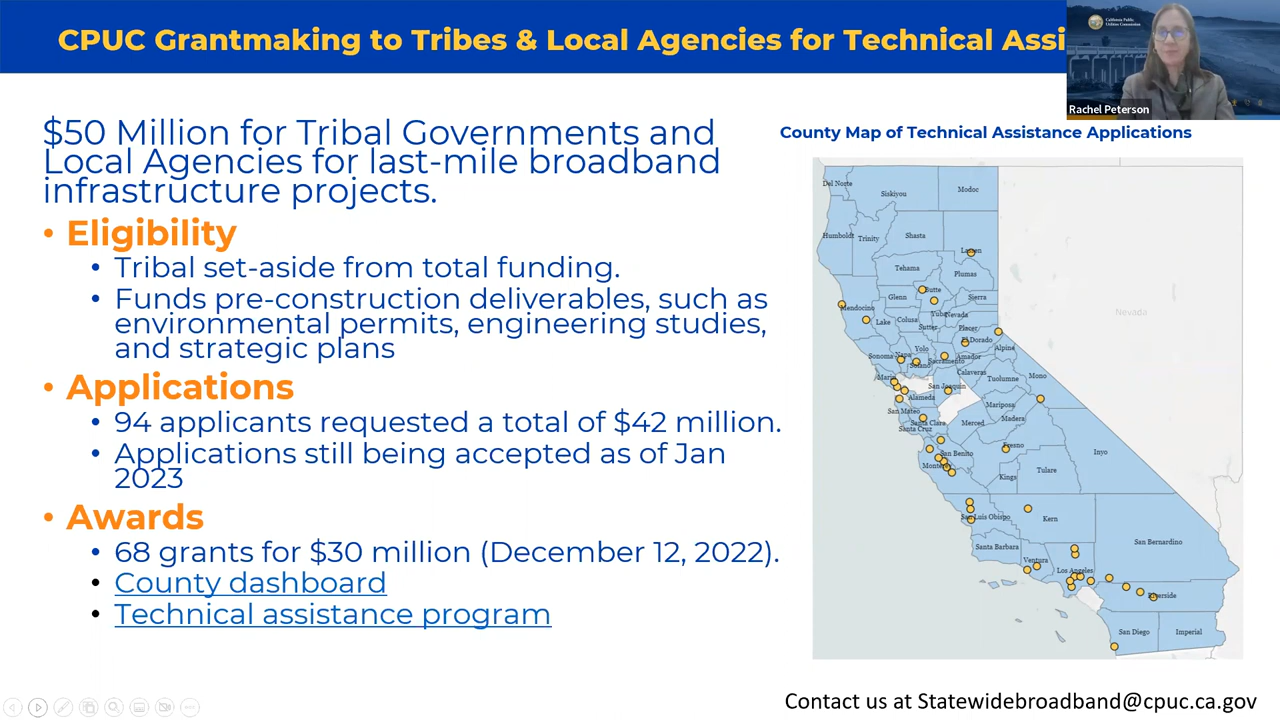 CPUC Grantmaking to Tribes & Local Agencies for Technical Assi
California Public
Utilities Commission
Rachel Peterson
$50 Million for Tribal Governments and
Local Agencies for last-mile broadband
infrastructure projects.
• Eligibility
• Tribal set-aside from total funding.
• Funds pre-construction deliverables, such as
environmental permits, engineering studies,
and strategic plans
• Applications
• 94 applicants requested a total of $42 million.
• Applications still being accepted as of Jan
2023
• Awards
• 68 grants for $30 million (December 12, 2022).
• County dashboard
• Technical assistance program
County Map of Technical Assistance Applications
Del Norte
Siskiyou
Modoc
Humboldt
Trinity
Shasta
Lassen
Tehama
Plumas
Glenn
Butte
Sierra
Mendocino
Lake
Colusa
Yuba
Nevada
Sutter
Placer
El Dorado
Nevada
Yolo
Alpine
Sonoma
Napa
Solano
Sacramento
Amador
Marin
Calaveras
San Joaquin
Tuolumne
Mono
Alameda
San Mateo
Santa Clara
Santa Cruz
Merced
Mariposa
Madera
San Benito
Fresno
Inyo
Monterey
Kings
Tulare
San Luis Obispo
Kern
San Bernardino
Santa Barbara
Ventura
Los Angeles
Riverside
San Diego
Imperial
Contact us at Statewidebroadband@cpuc.ca.gov